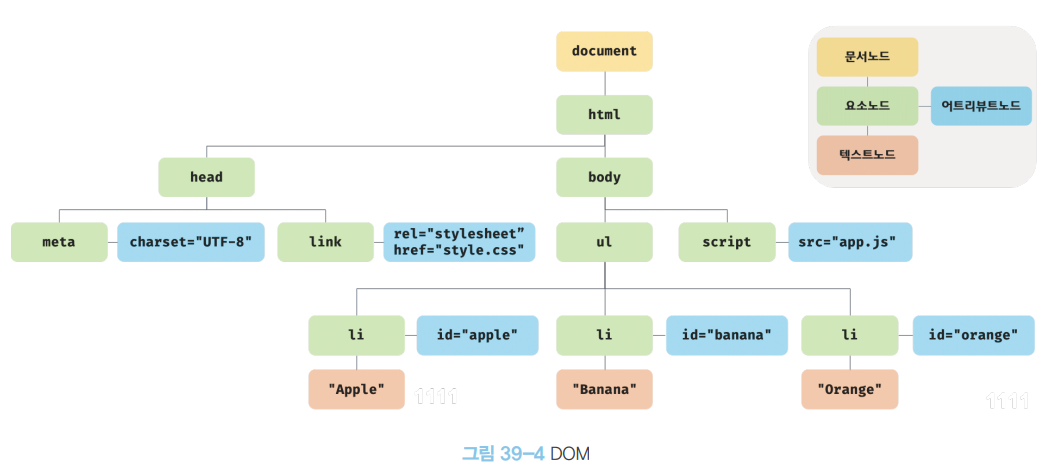 document
문서노드
요소노드
어트리뷰트노드
텍스트노드
html
head
body
meta
charset="UTF-8"
link
rel="stylesheet”
href="style.css"
ul
script
src="app.js"
li
id="apple"
li
id="banana"
li
id="orange"
"Apple"
1111
"Banana"
"Orange"
1111
그림 39–4 DOM